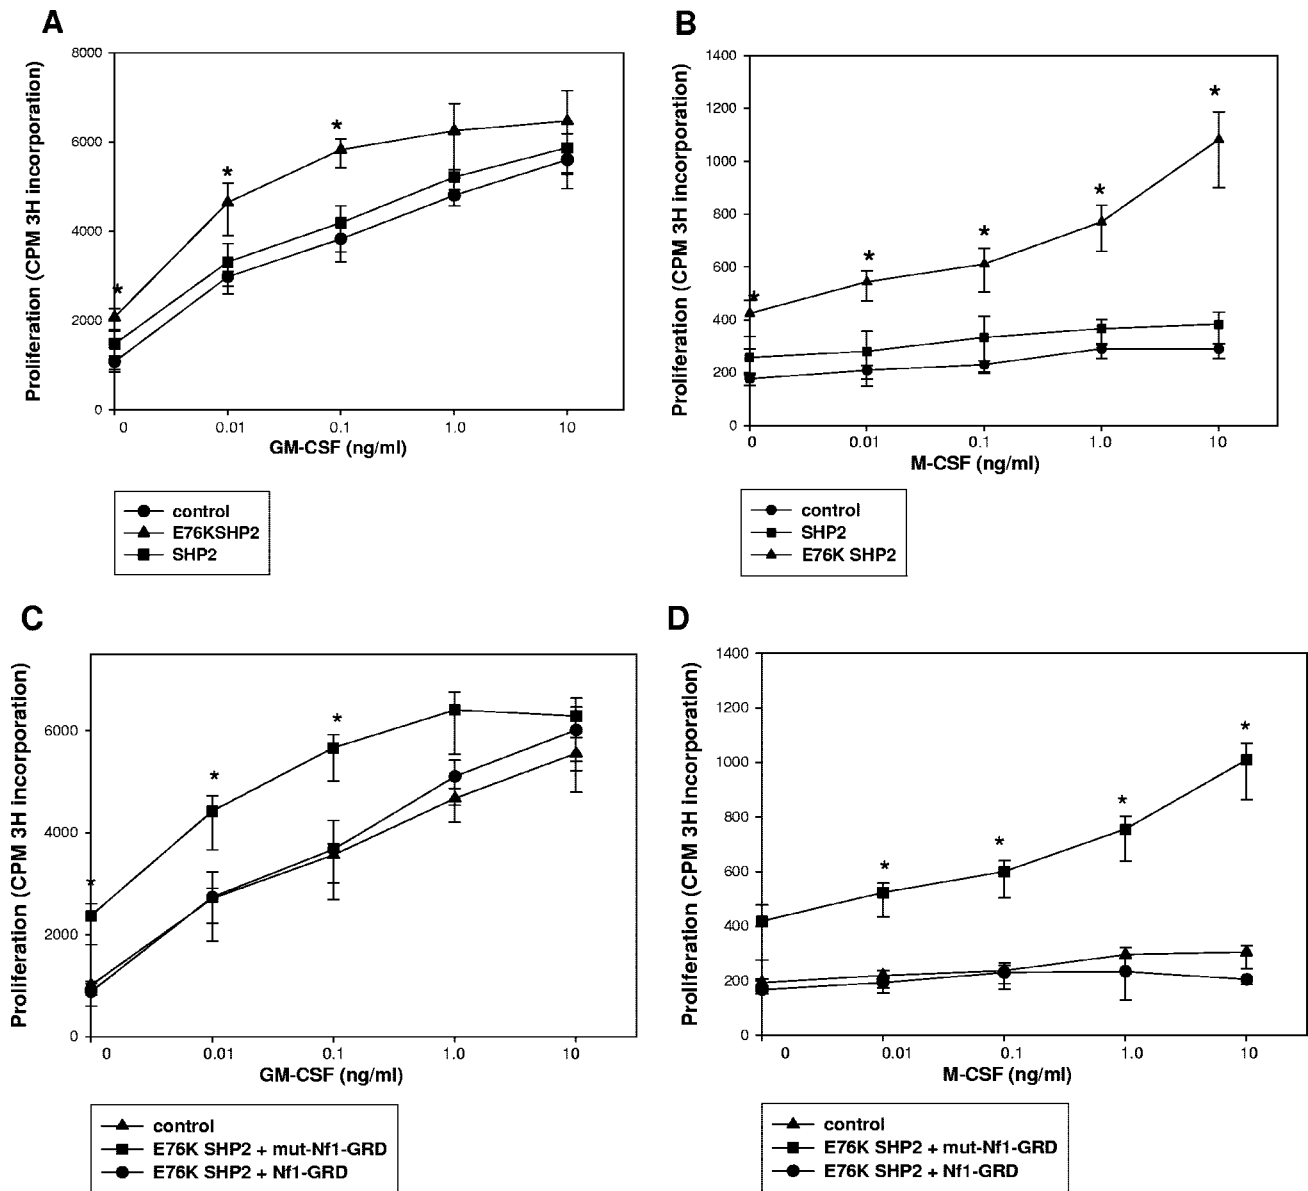 A
8000
6000
4000
2000
0
Proliferation (CPM 3H incorporation)
*
*
*
0 0.01 0.1 1.0 10
GM-CSF (ng/ml)
control
E76KSHP2
SHP2
B
1400
1200
1000
800
600
400
200
0
Proliferation (CPM 3H incorporation)
*
*
*
*
*
0 0.01 0.1 1.0 10
M-CSF (ng/ml)
control
SHP2
E76K SHP2
C
6000
4000
2000
0
Proliferation (CPM 3H incorporation)
*
*
*
0 0.01 0.1 1.0 10
GM-CSF (ng/ml)
control
E76K SHP2 + mut-Nf1-GRD
E76K SHP2 + Nf1-GRD
D
1400
1200
1000
800
600
400
200
0
Proliferation (CPM 3H incorporation)
*
*
*
*
0 0.01 0.1 1.0 10
M-CSF (ng/ml)
control
E76K SHP2 + mut-Nf1-GRD
E76K SHP2 + Nf1-GRD